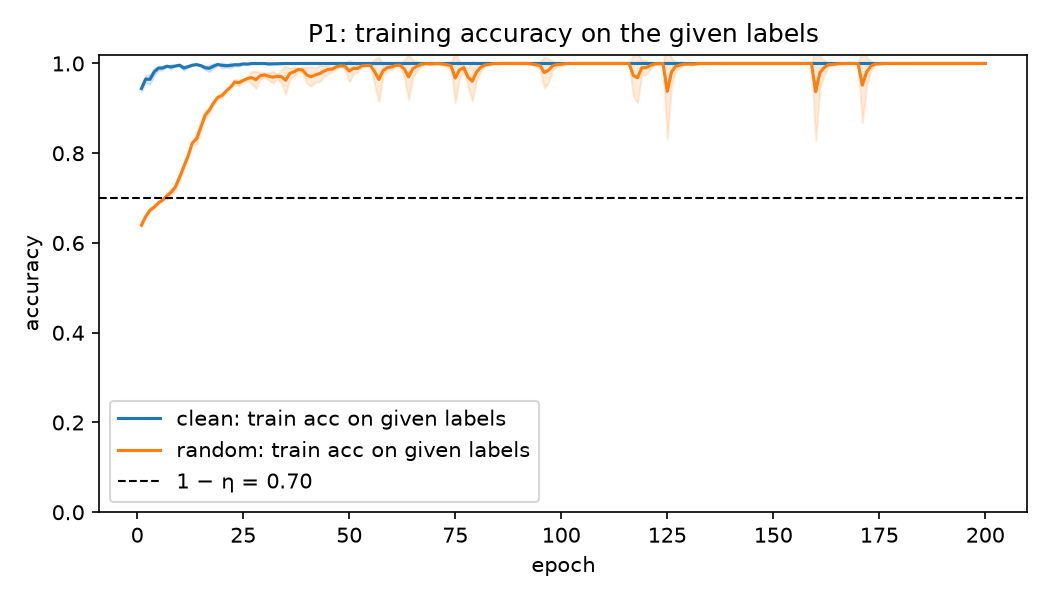 P1: training accuracy on the given labels
accuracy
1.0
0.8
0.6
0.4
0.2
0.0
clean: train acc on given labels
random: train acc on given labels
1 − η = 0.70
0 25 50 75 100 125 150 175 200
epoch